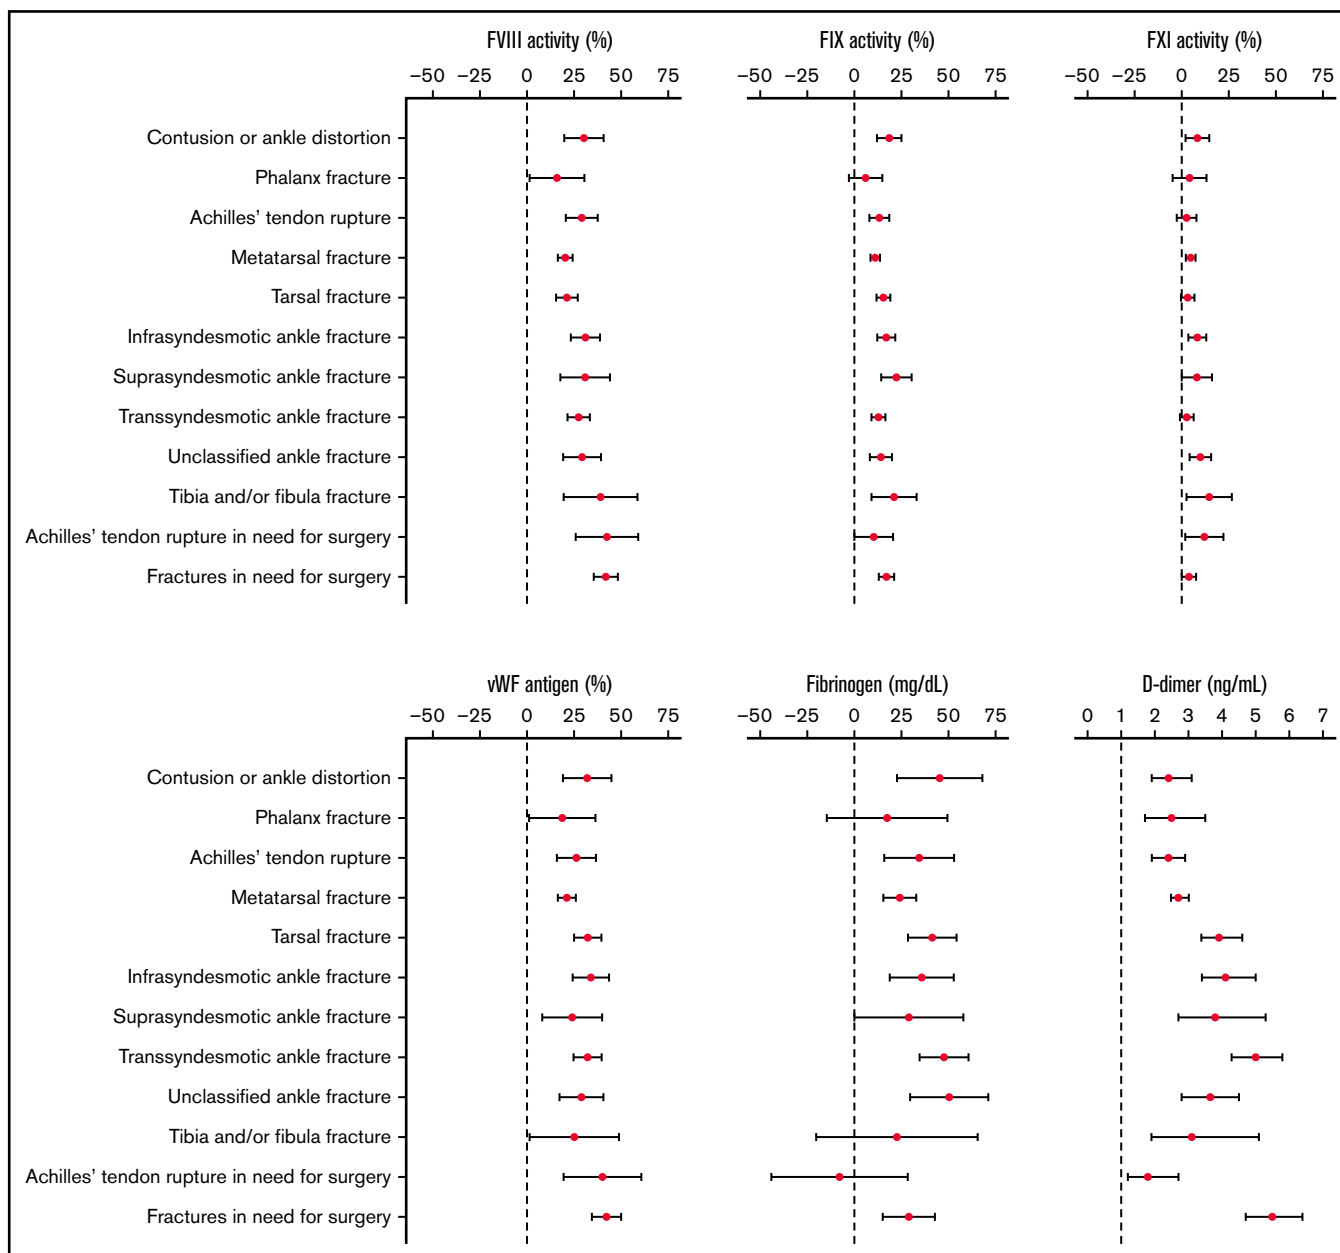 FVIII activity (%) FIX activity (%) FXI activity (%)
−50 −25 0 25 50 75 −50 −25 0 25 50 75 −50 −25 0 25 50 75
Contusion or ankle distortion
Phalanx fracture
Achilles’ tendon rupture
Metatarsal fracture
Tarsal fracture
Infrasyndesmotic ankle fracture
Suprasyndesmotic ankle fracture
Transsyndesmotic ankle fracture
Unclassified ankle fracture
Tibia and/or fibula fracture
Achilles’ tendon rupture in need for surgery
Fractures in need for surgery
vWF antigen (%) Fibrinogen (mg/dL) D-dimer (ng/mL)
−50 −25 0 25 50 75 −50 −25 0 25 50 75 0 1 2 3 4 5 6 7
Contusion or ankle distortion
Phalanx fracture
Achilles’ tendon rupture
Metatarsal fracture
Tarsal fracture
Infrasyndesmotic ankle fracture
Suprasyndesmotic ankle fracture
Transsyndesmotic ankle fracture
Unclassified ankle fracture
Tibia and/or fibula fracture
Achilles’ tendon rupture in need for surgery
Fractures in need for surgery